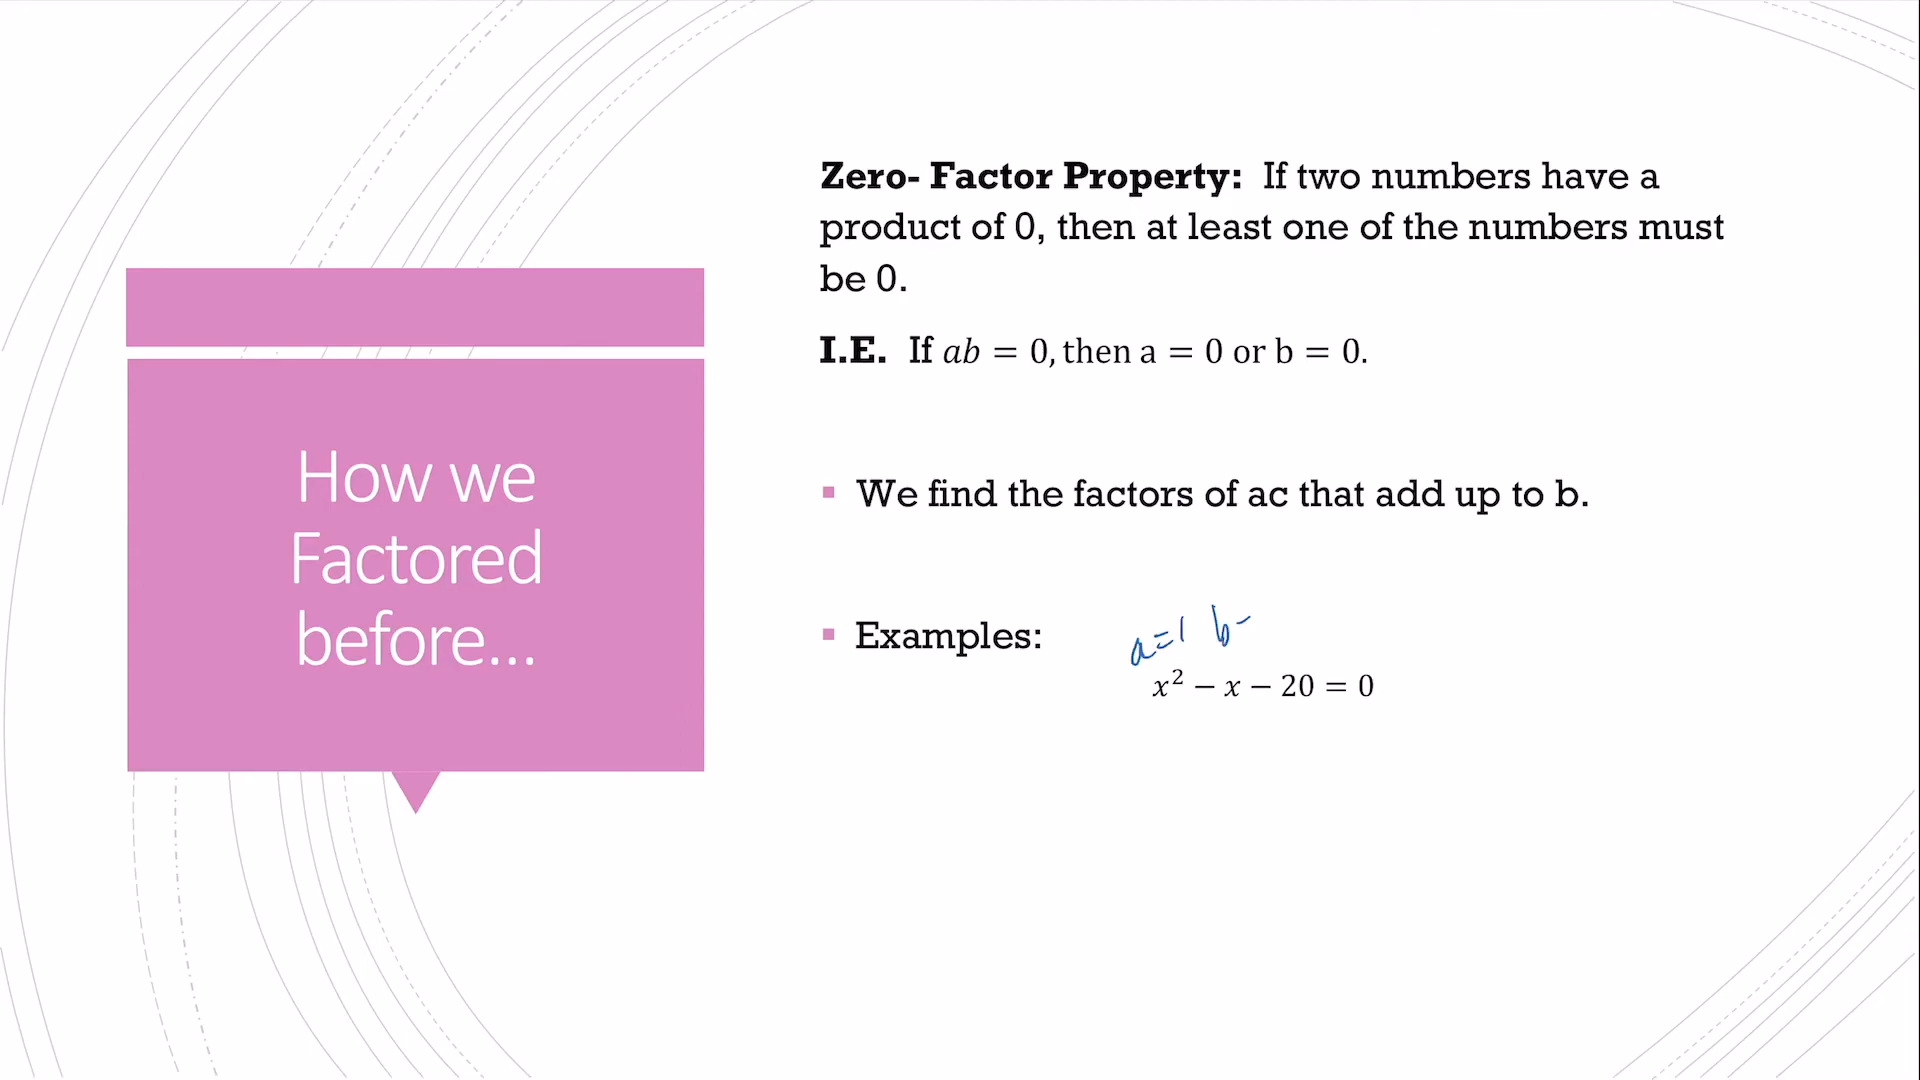 How we
Factored
before...
Zero- Factor Property: If two numbers have a
product of 0, then at least one of the numbers must
be 0.
I.E. If ab = 0, then a = 0 or b = 0.
▪ We find the factors of ac that add up to b.
▪ Examples:
a=1 b-
x² − x − 20 = 0